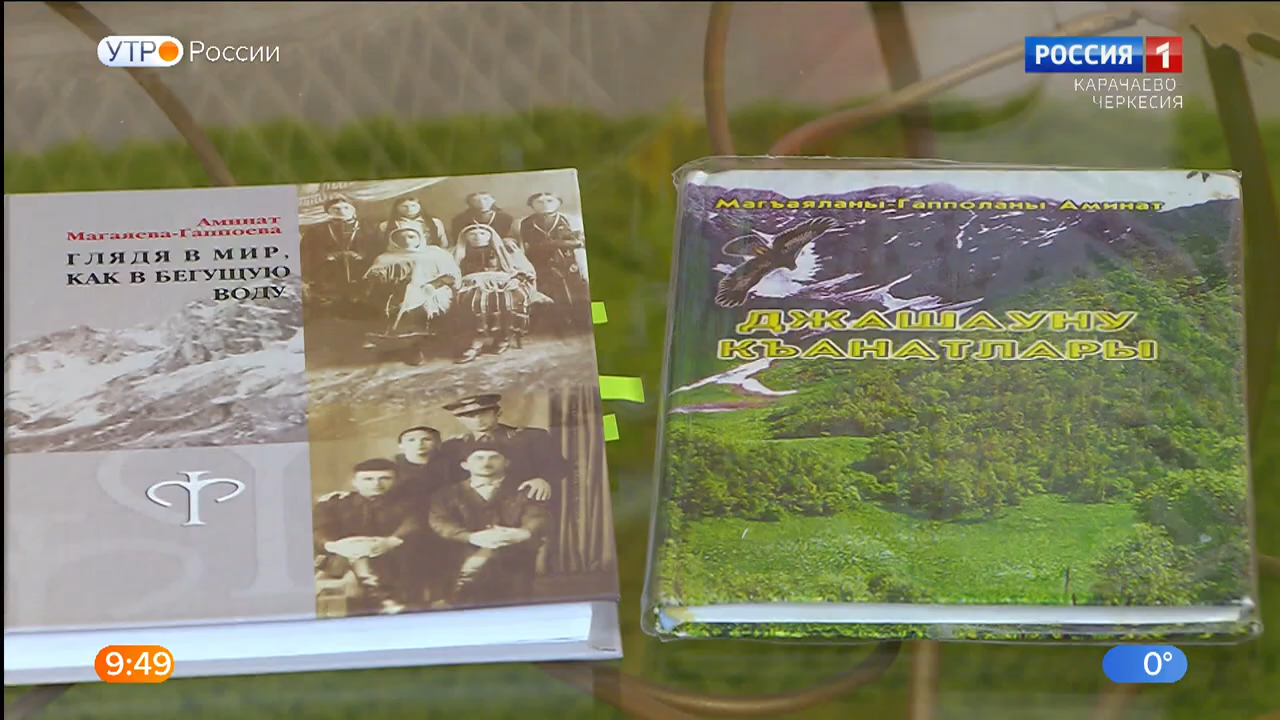 УТРО России
РОССИЯ 1
КАРАЧАЕВО-
ЧЕРКЕСИЯ
Аминат
Магаяева-Гаппоева
ГЛЯДЯ В МИР,
КАК В БЕГУЩУЮ
ВОДУ
Магъаяланы-Гапполаны Аминат
ДЖАШАУНУ
КЪАНАТЛАРЫ
9:49
0°